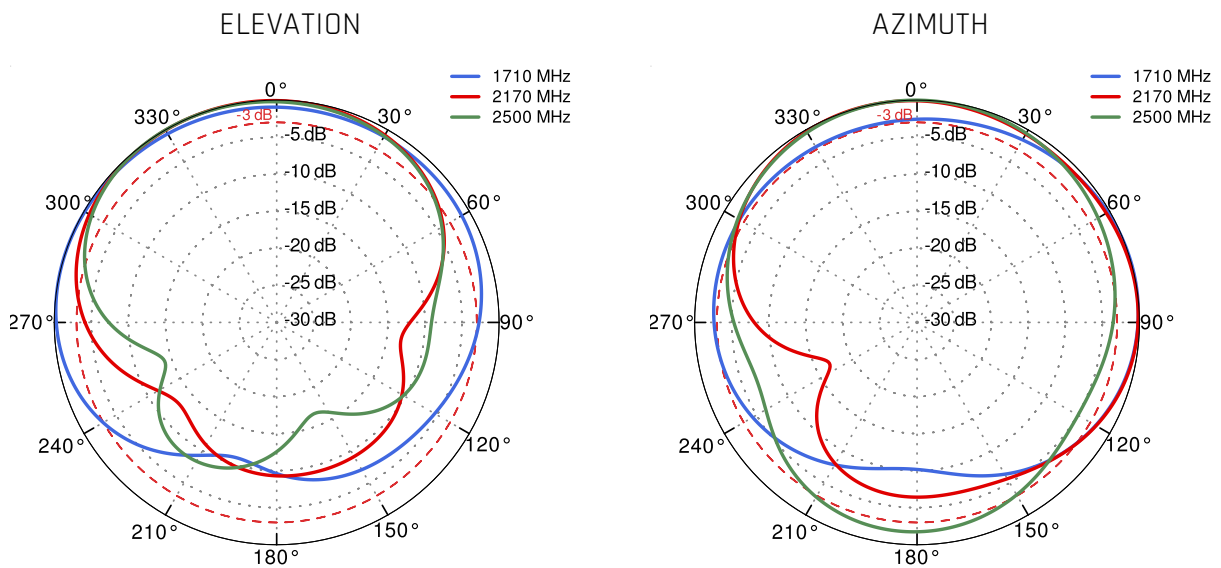 ELEVATION
1710 MHz
2170 MHz
2500 MHz
0°
330°
-3 dB
30°
-5 dB
-10 dB
300°
60°
-15 dB
-20 dB
-25 dB
270°
-30 dB
90°
240°
120°
210°
150°
180°
AZIMUTH
1710 MHz
2170 MHz
2500 MHz
0°
330°
-3 dB
30°
-5 dB
-10 dB
300°
60°
-15 dB
-20 dB
-25 dB
270°
-30 dB
90°
240°
120°
210°
150°
180°